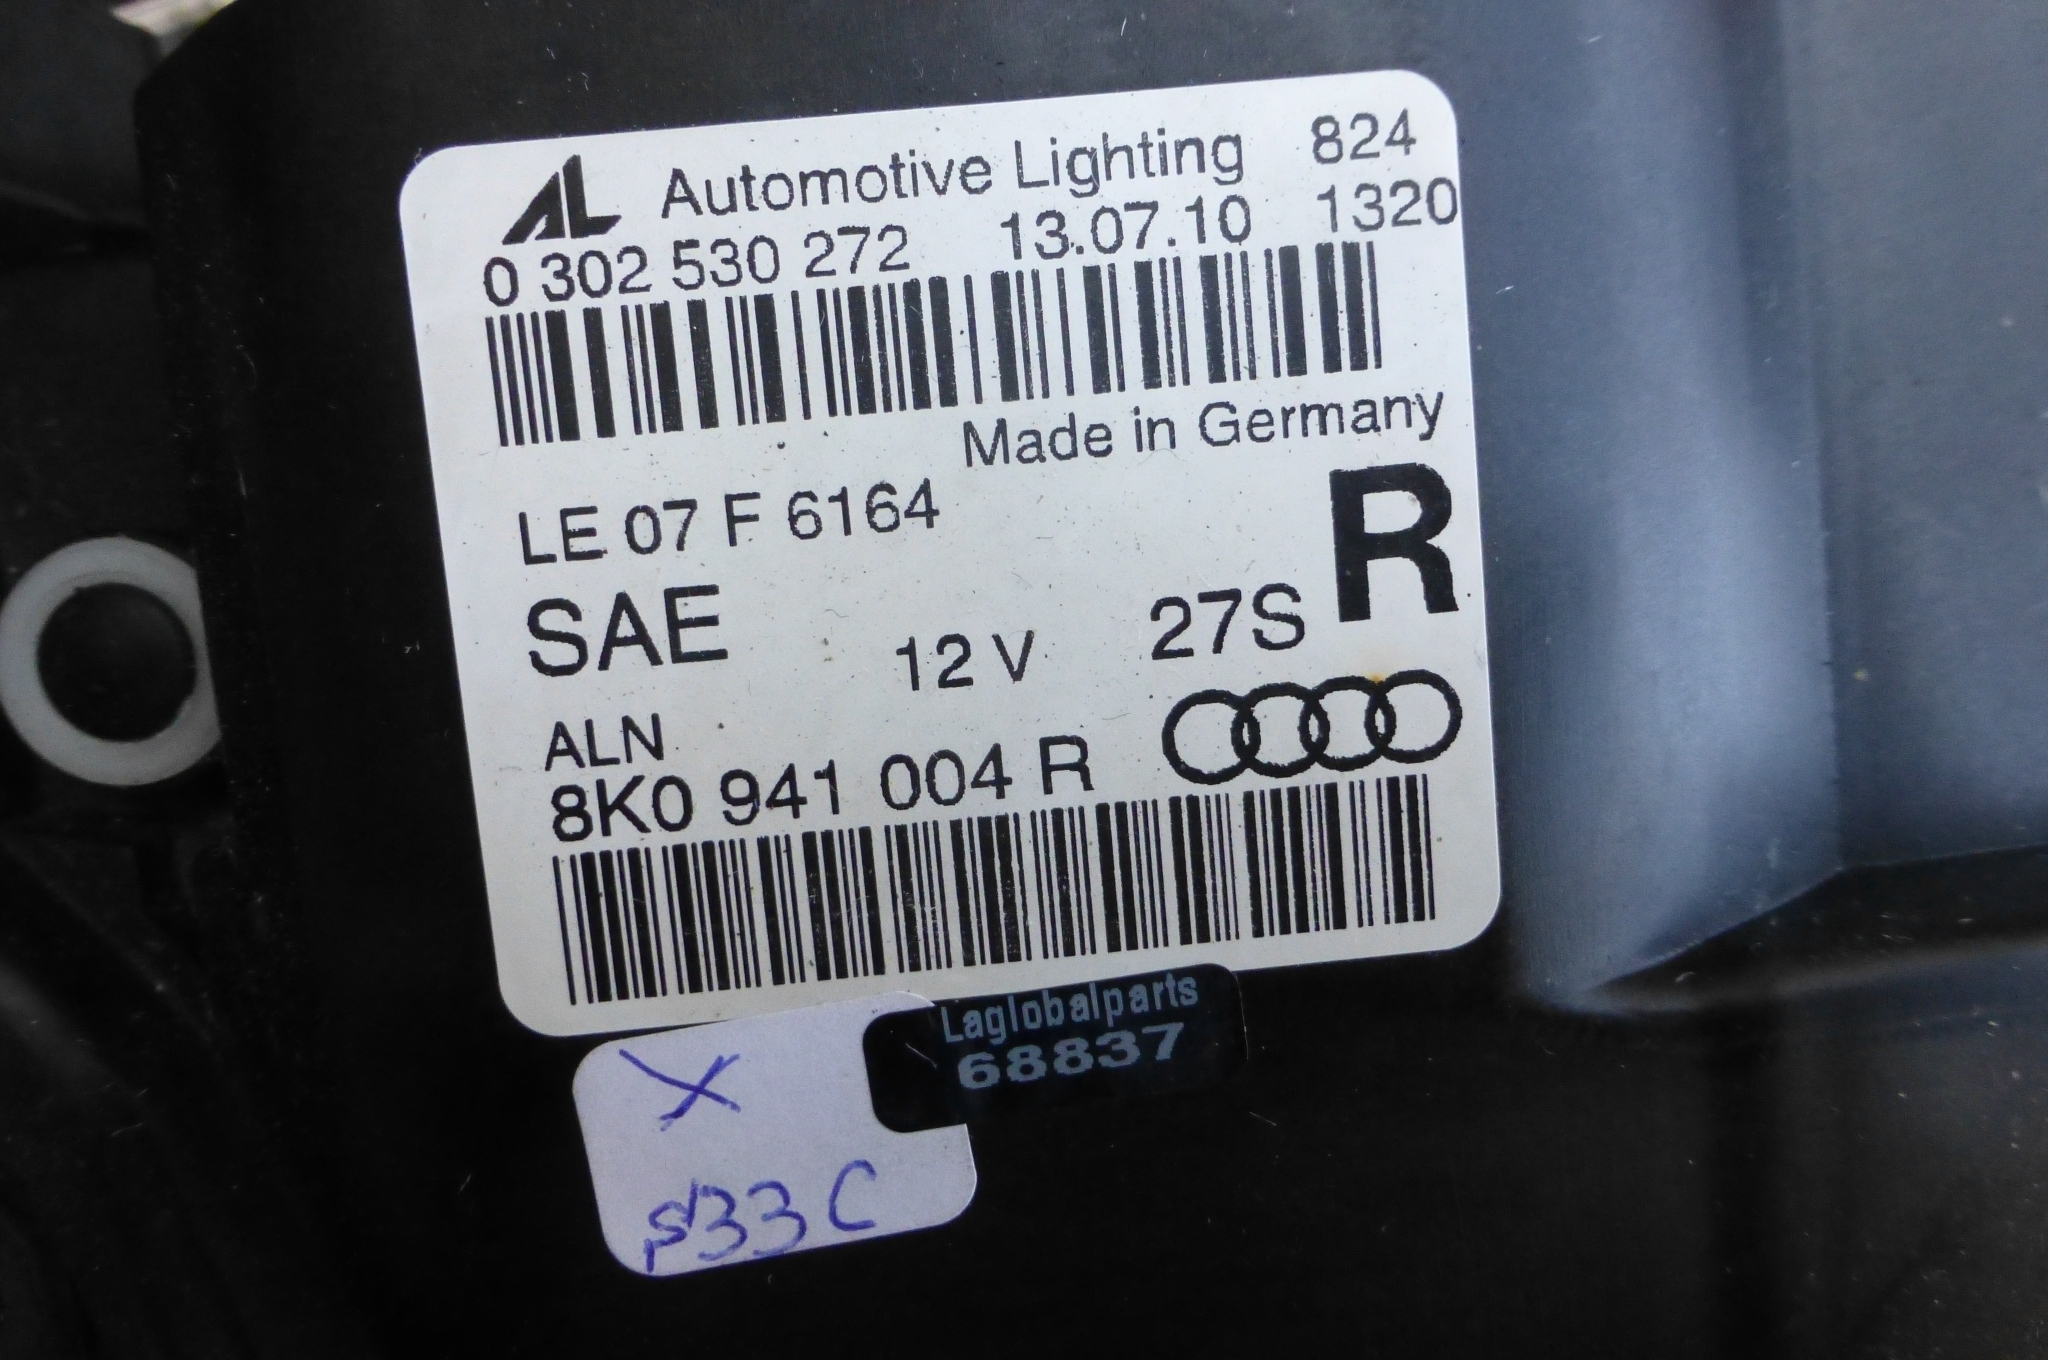 AL Automotive Lighting 824
0 302 530 272 13.07.10 1320
Made in Germany
LE 07 F 6164
R
SAE 12 V 27S
ALN
8K0 941 004 R
Laglobalparts
68837
X